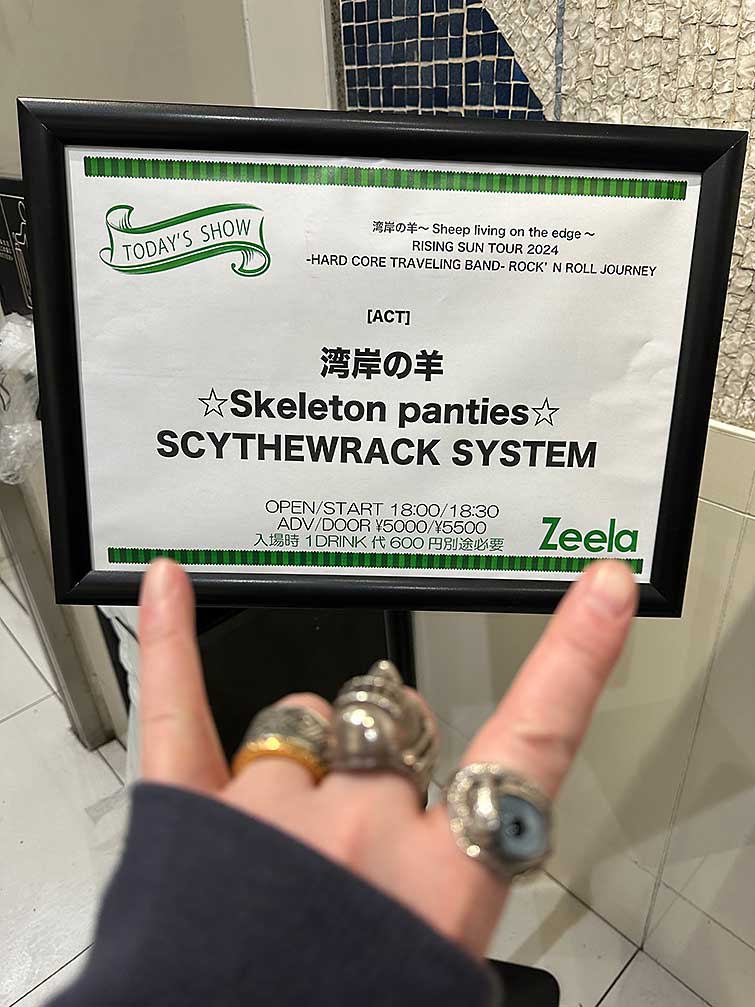 TODAY'S SHOW
湾岸の羊～ Sheep living on the edge ～
RISING SUN TOUR 2024
-HARD CORE TRAVELING BAND- ROCK' N ROLL JOURNEY
[ACT]
湾岸の羊
☆Skeleton panties☆
SCYTHEWRACK SYSTEM
OPEN/START 18:00/18:30
ADV/DOOR ¥5000/¥5500
入場時 1DRINK 代 600 円別途必要
Zeela